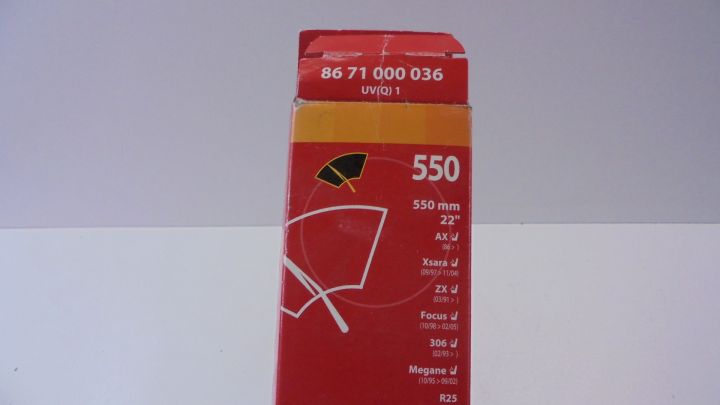 86 71 000 036
UV(Q) 1
550
550 mm
22"
AX
(86 > )
Xsara
(09/97 > 11/04)
ZX
(03/91 > )
Focus
(10/98 > 02/05)
306
(02/93 > )
Megane
(10/95 > 09/02)
R25